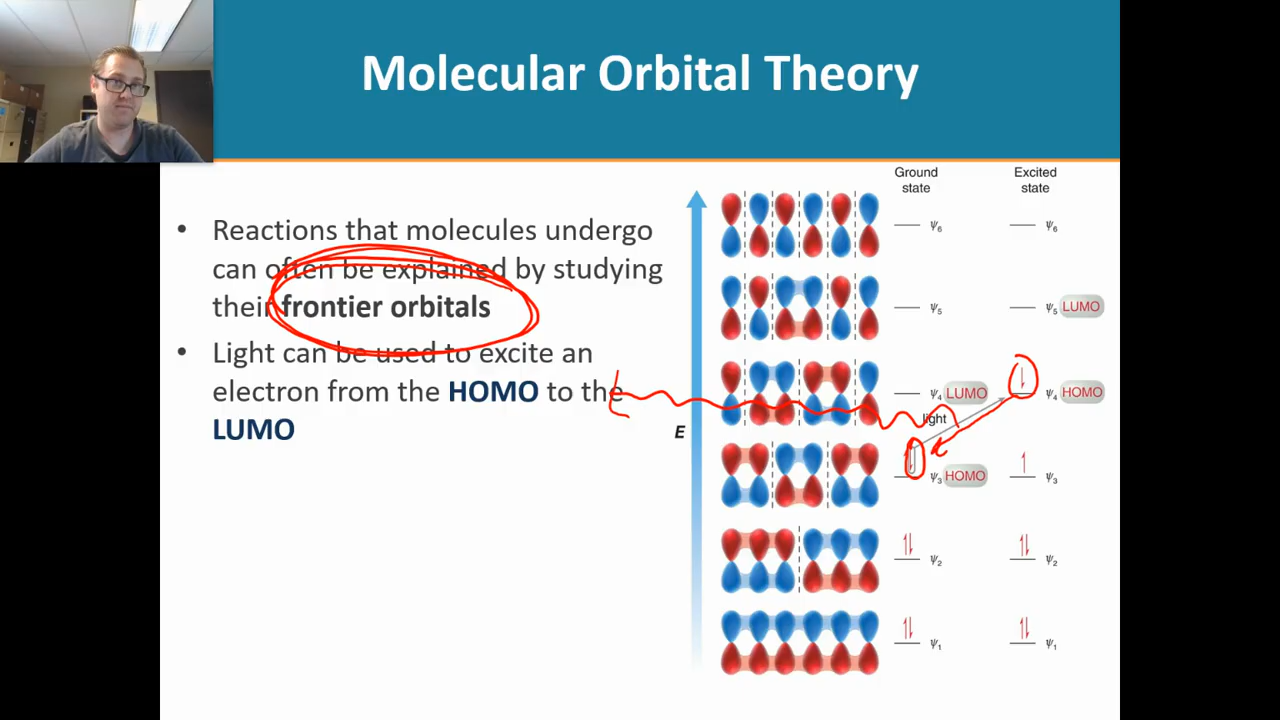 Molecular Orbital Theory
• Reactions that molecules undergo
can often be explained by studying
their frontier orbitals
• Light can be used to excite an
electron from the HOMO to the
LUMO
E
Ground
state
Excited
state
ψ6
ψ6
ψ5
ψ5 LUMO
ψ4 LUMO
ψ4 HOMO
light
ψ3 HOMO
ψ3
ψ2
ψ2
ψ1
ψ1